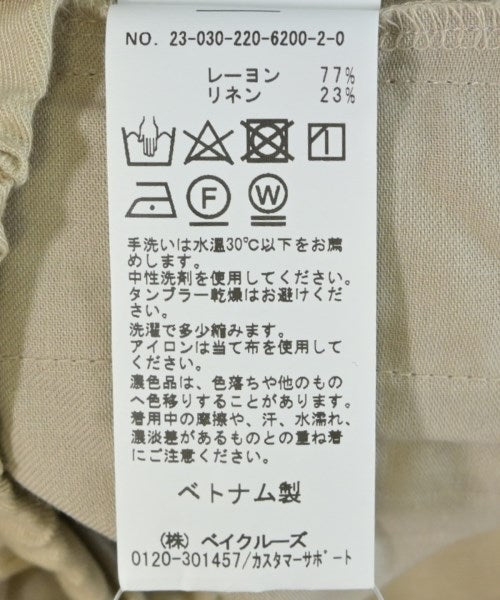 NO. 23-030-220-6200-2-0
レーヨン 77%
リネン 23%
F W
手洗いは水温30℃以下をお薦
めします。
中性洗剤を使用してください。
タンブラー乾燥はお避けくだ
さい。
洗濯で多少縮みます。
アイロンは当て布を使用して
ください。
濃色品は、色落ちや他のもの
へ色移りすることがあります。
着用中の摩擦や、汗、水濡れ、
濃淡差があるものとの重ね着
にご注意ください。
ベトナム製
(株) ベイクルーズ
0120-301457/カスタマーサポート